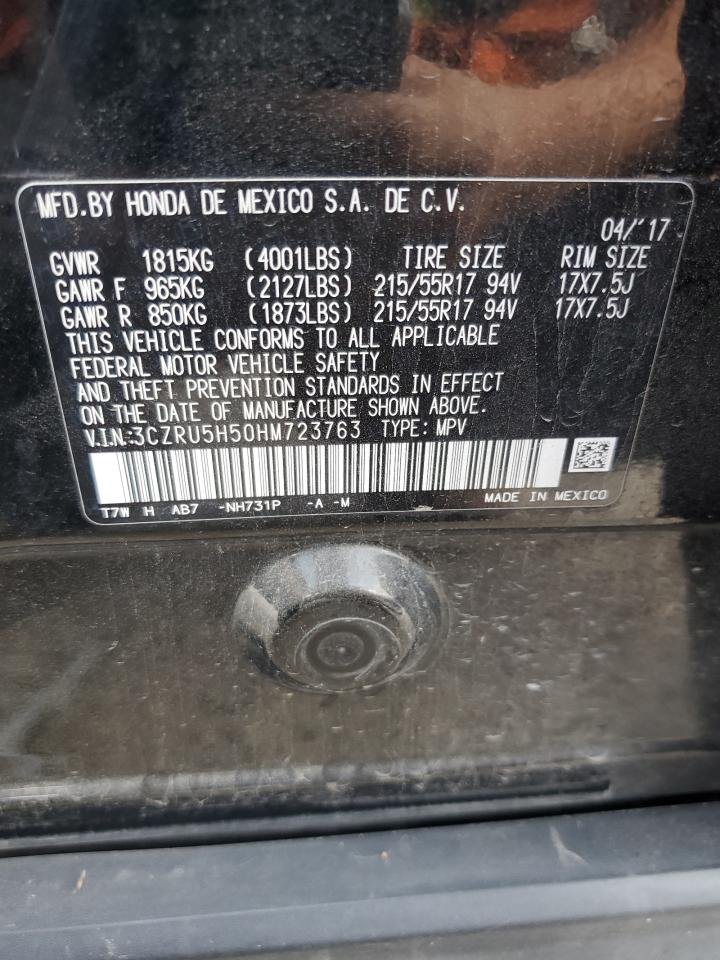 MFD.BY HONDA DE MEXICO S.A. DE C.V.
04/'17
GVWR 1815KG (4001LBS) TIRE SIZE RIM SIZE
GAWR F 965KG (2127LBS) 215/55R17 94V 17X7.5J
GAWR R 850KG (1873LBS) 215/55R17 94V 17X7.5J
THIS VEHICLE CONFORMS TO ALL APPLICABLE
FEDERAL MOTOR VEHICLE SAFETY
AND THEFT PREVENTION STANDARDS IN EFFECT
ON THE DATE OF MANUFACTURE SHOWN ABOVE.
V.I.N:3CZRU5H50HM723763 TYPE: MPV
T7W H AB7 -NH731P -A -M MADE IN MEXICO